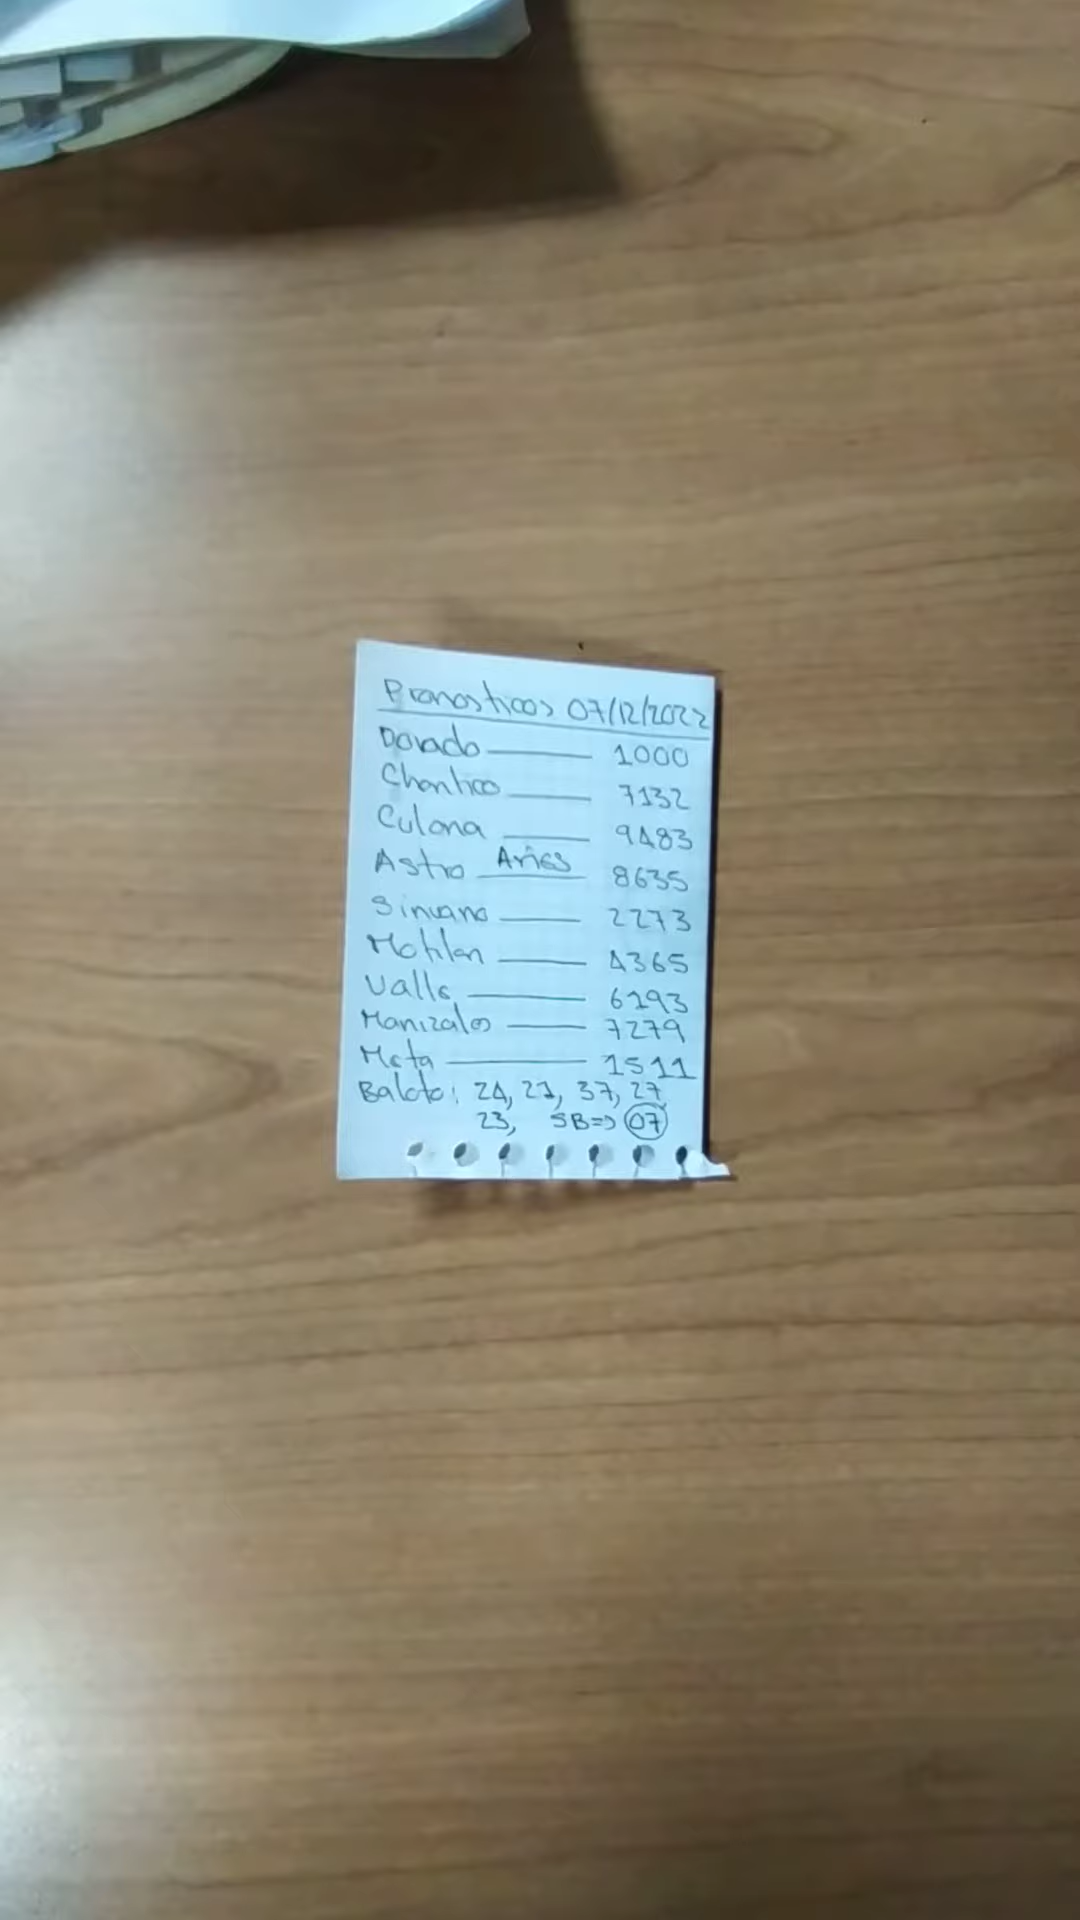 Pronosticos 07/12/2022
Dorado 1000
Chontico 7132
Culona 9483
Astro Aries 8635
Sinuano 2273
Motilon 4365
Valle 6193
Manizales 7279
Meta 1511
Baloto: 24, 21, 37, 27
23, SB=> 07